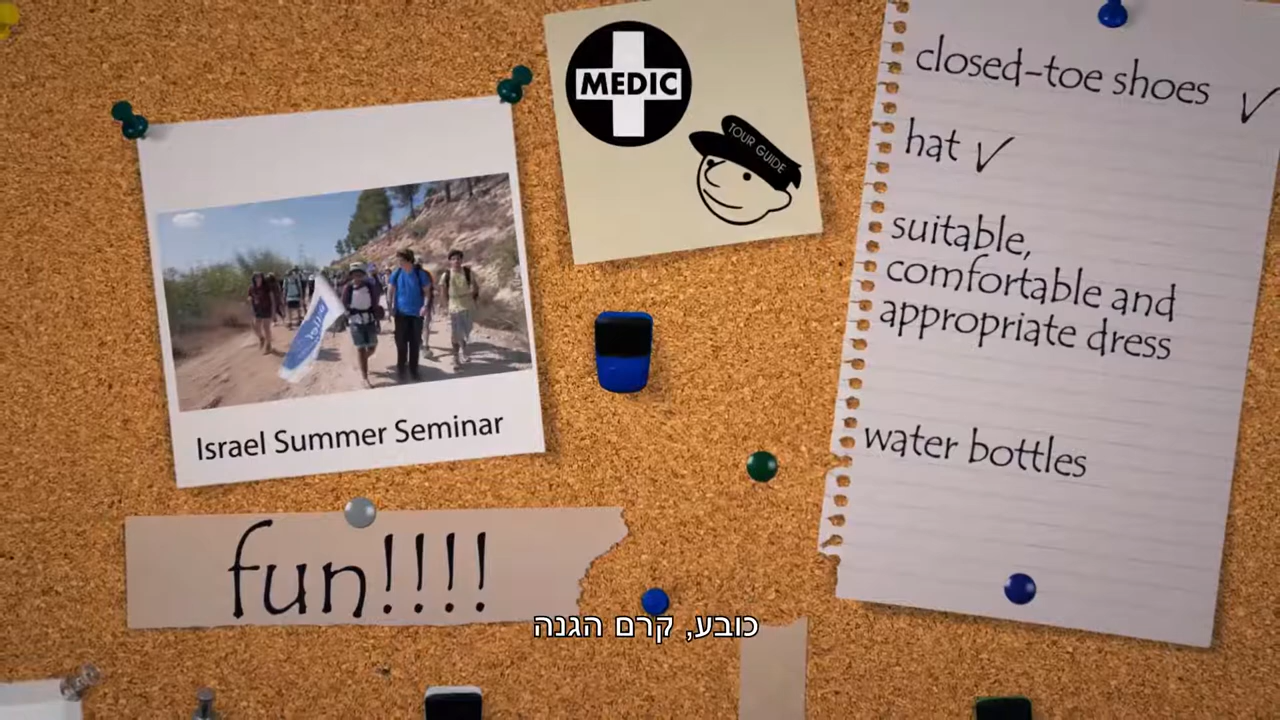 MEDIC
TOUR GUIDE
Israel Summer Seminar
fun!!!!
closed-toe shoes ✓
hat ✓
suitable,
comfortable and
appropriate dress
water bottles
כובע, קרם הגנה